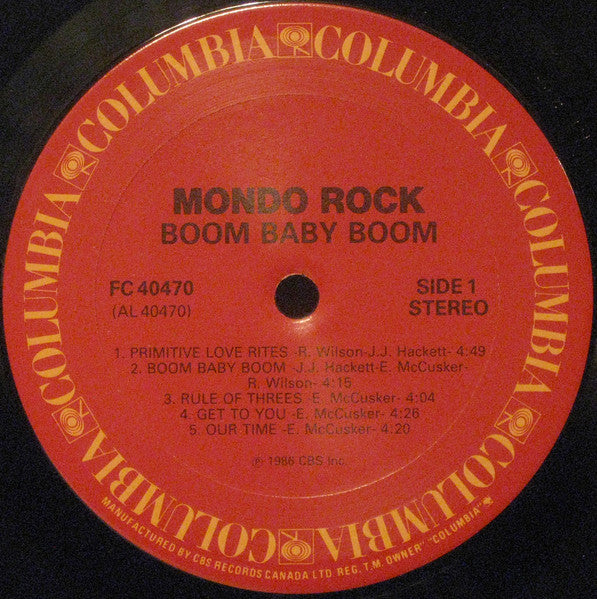 COLUMBIA COLUMBIA COLUMBIA COLUMBIA COLUMBIA COLUMBIA
MONDO ROCK
BOOM BABY BOOM
FC 40470
(AL 40470)
SIDE 1
STEREO
1. PRIMITIVE LOVE RITES -R. Wilson-J.J. Hackett- 4:49
2. BOOM BABY BOOM -J.J. Hackett-E. McCusker-
R. Wilson- 4:15
3. RULE OF THREES -E. McCusker- 4:04
4. GET TO YOU -E. McCusker- 4:26
5. OUR TIME -E. McCusker- 4:20
℗ 1986 CBS Inc.
MANUFACTURED BY CBS RECORDS CANADA LTD. REG. T.M. OWNER "COLUMBIA"